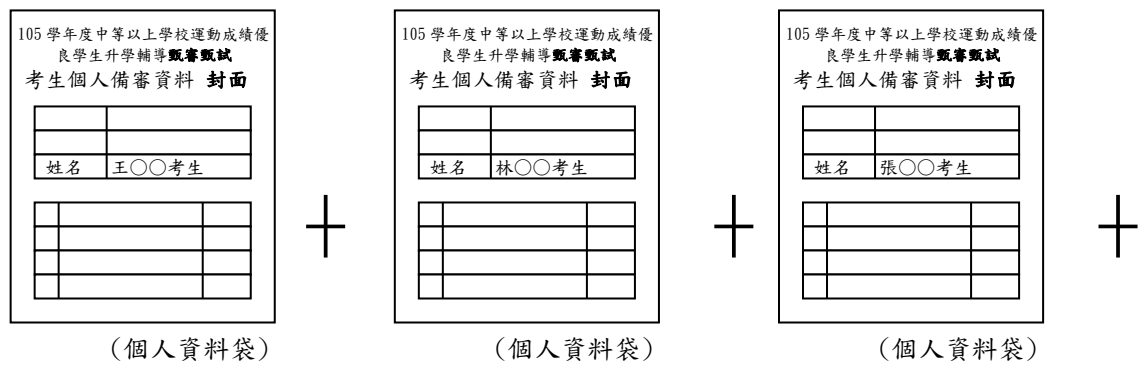 105 學年度中等以上學校運動成績優
良學生升學輔導甄審甄試
考生個人備審資料 封面
姓名 王○○考生
(個人資料袋)
+
105 學年度中等以上學校運動成績優
良學生升學輔導甄審甄試
考生個人備審資料 封面
姓名 林○○考生
(個人資料袋)
+
105 學年度中等以上學校運動成績優
良學生升學輔導甄審甄試
考生個人備審資料 封面
姓名 張○○考生
(個人資料袋)
+